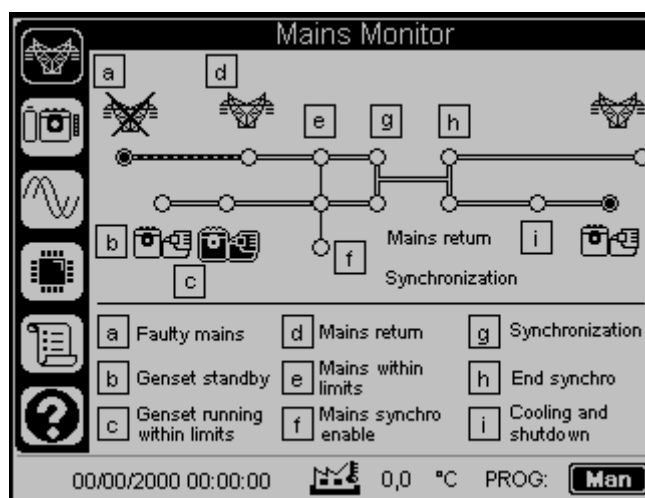 Mains Monitor
a
d
e
g
h
b
c
f
Mains return
i
Synchronization
a Faulty mains
d Mains return
g Synchronization
b Genset standby
e Mains within limits
h End synchro
c Genset running within limits
f Mains synchro enable
i Cooling and shutdown
00/00/2000 00:00:00 0,0 °C PROG: Man